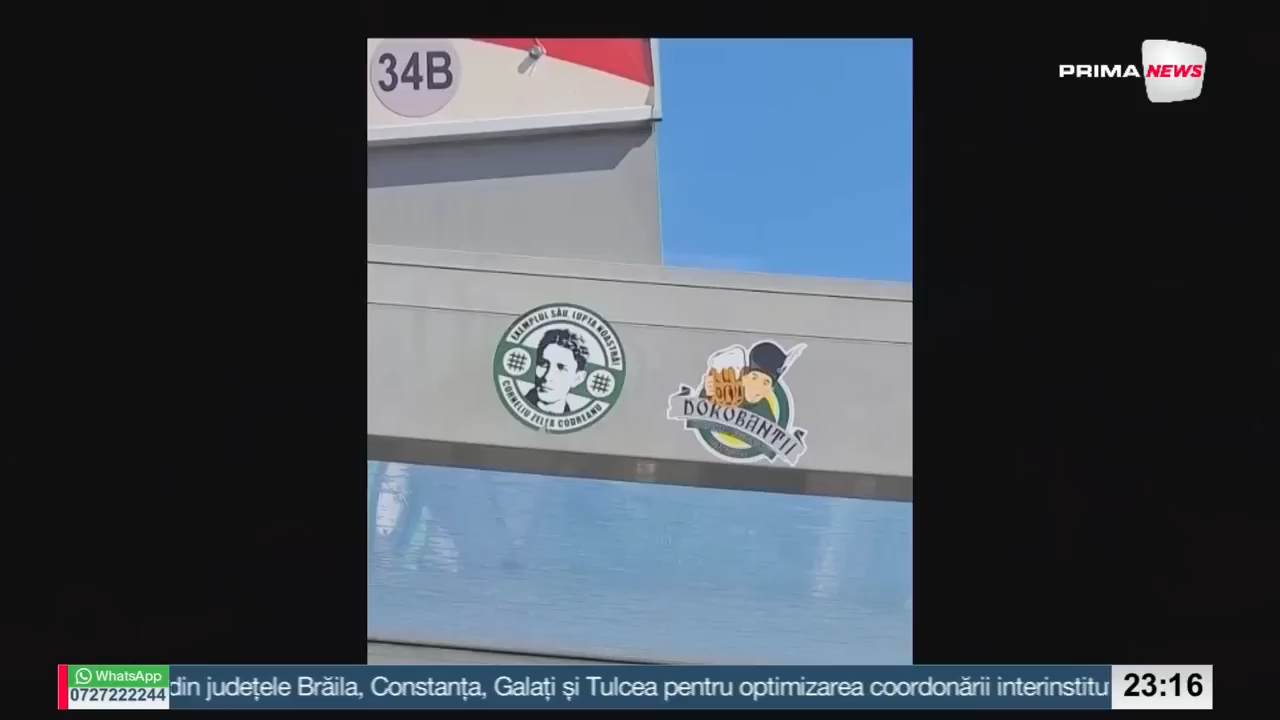 34B
PRIMA NEWS
EXEMPLUL SĂU, LUPTA NOASTRĂ!
CORNELIU ZELEA CODREANU
DOROBANȚII
WhatsApp
0727222244
din județele Brăila, Constanța, Galați și Tulcea pentru optimizarea coordonării interinstitu
23:16